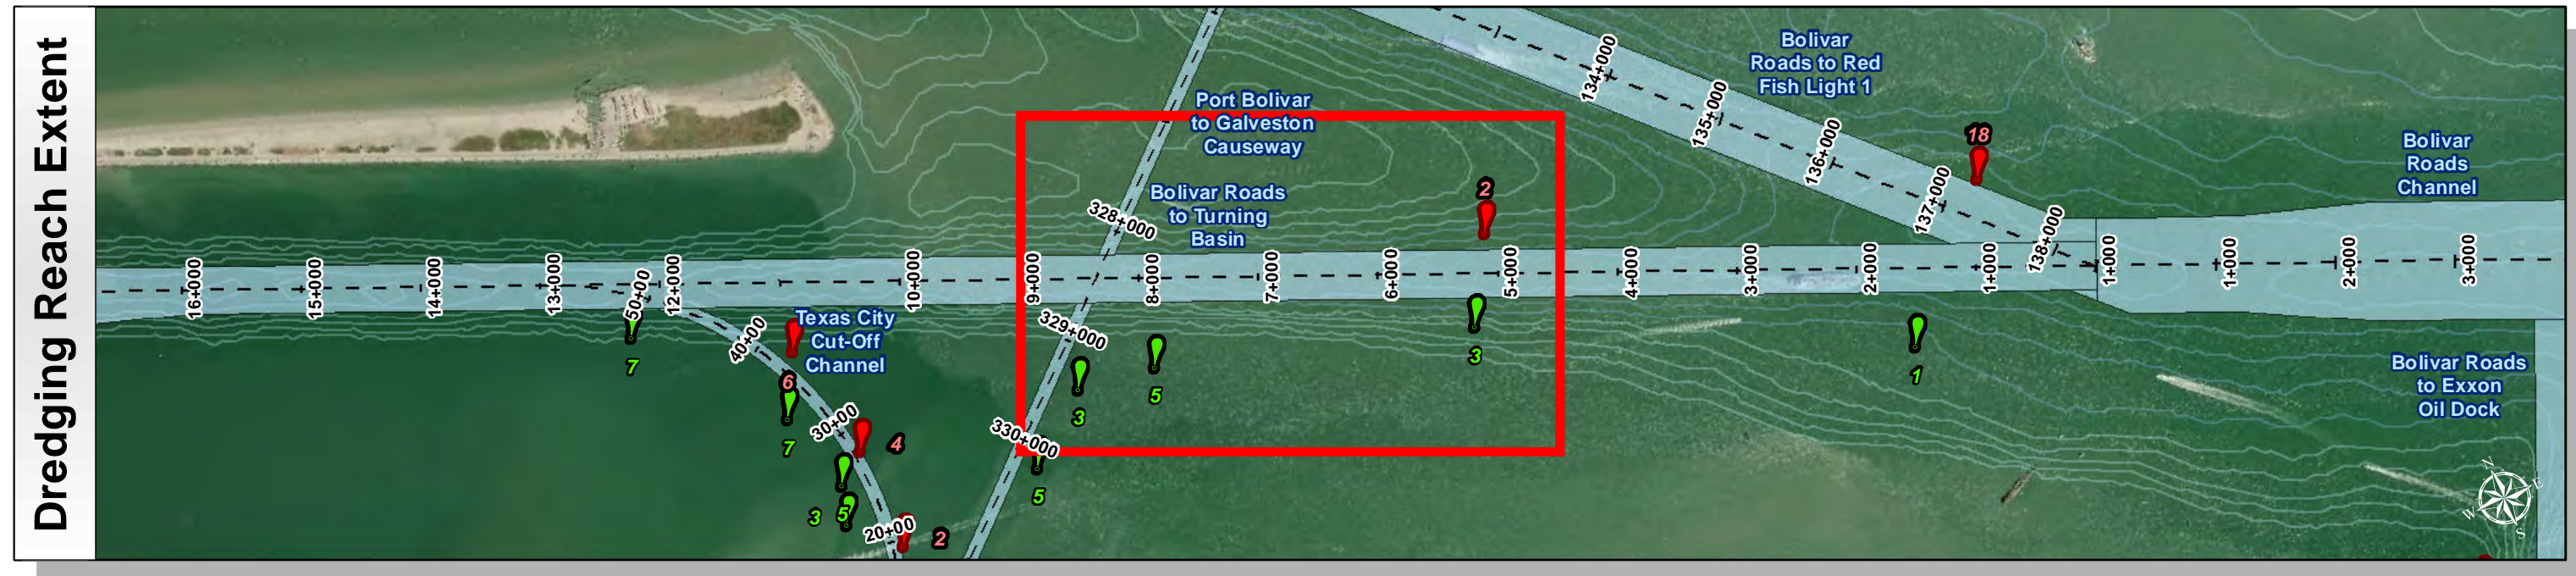 Dredging Reach Extent
Bolivar
Roads to Red
Fish Light 1
134+000
135+000
136+000
137+000
138+000
18
Bolivar
Roads
Channel
Port Bolivar
to Galveston
Causeway
Bolivar Roads
to Turning
Basin
2
328+000
329+000
330+000
16+000
15+000
14+000
13+000
50+00
12+000
10+000
9+000
8+000
7+000
6+000
5+000
4+000
3+000
2+000
1+000
1+000
1+000
2+000
3+000
Texas City
Cut-Off
Channel
7
40+00
6
7
30+00
4
3
5
20+00
2
3
5
5
3
1
Bolivar Roads
to Exxon
Oil Dock
N
E
W
S